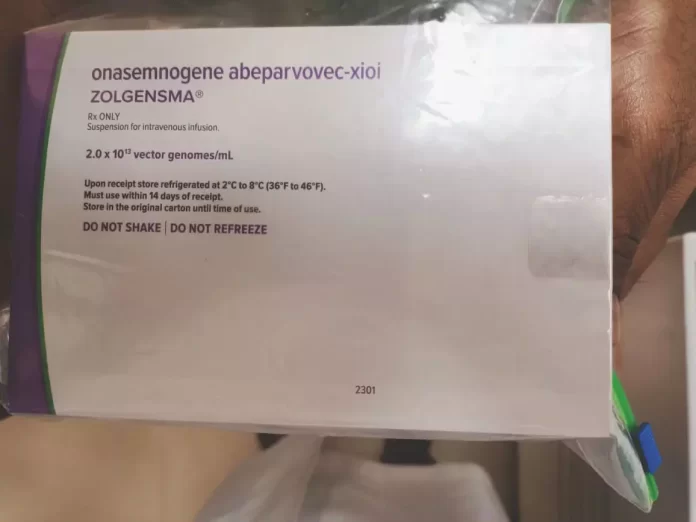 onasemnogene abeparvovec-xioi
ZOLGENSMA®
Rx ONLY
Suspension for intravenous infusion.
2.0 x 10¹³ vector genomes/mL
Upon receipt store refrigerated at 2°C to 8°C (36°F to 46°F).
Must use within 14 days of receipt.
Store in the original carton until time of use.
DO NOT SHAKE | DO NOT REFREEZE
2301